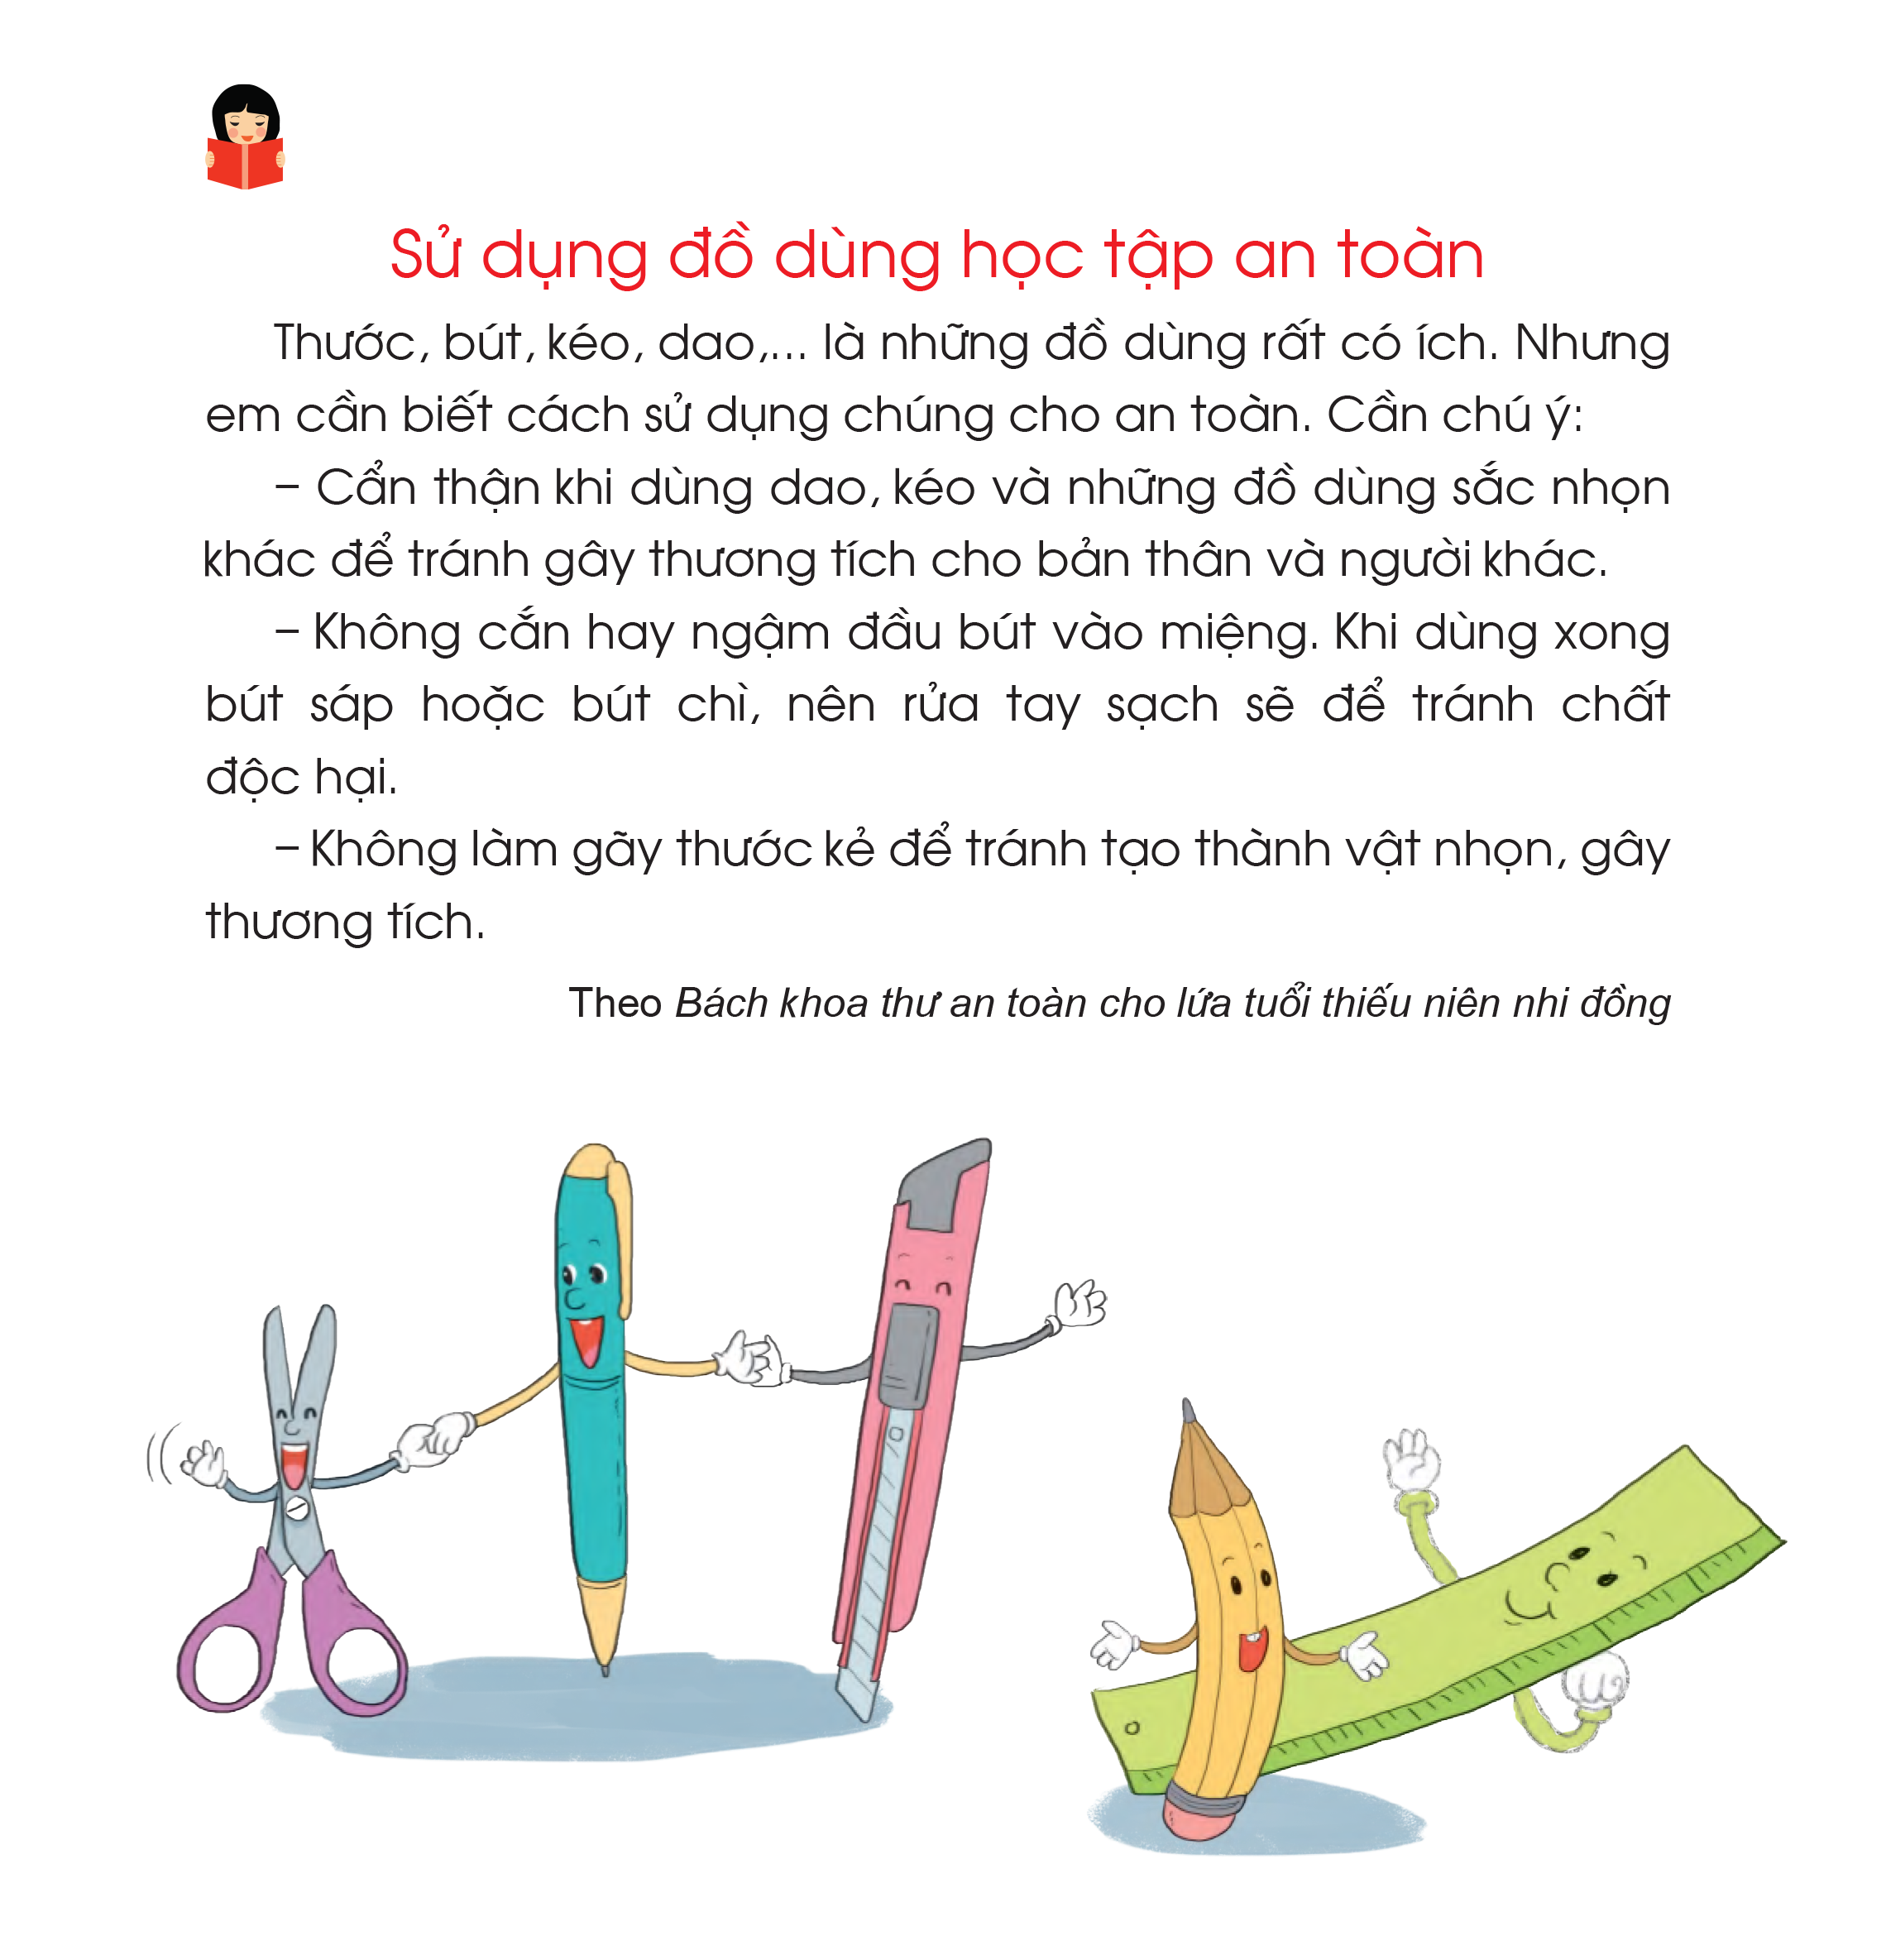 Sử dụng đồ dùng học tập an toàn
Thước, bút, kéo, dao,... là những đồ dùng rất có ích. Nhưng
em cần biết cách sử dụng chúng cho an toàn. Cần chú ý:
– Cẩn thận khi dùng dao, kéo và những đồ dùng sắc nhọn
khác để tránh gây thương tích cho bản thân và người khác.
– Không cắn hay ngậm đầu bút vào miệng. Khi dùng xong
bút sáp hoặc bút chì, nên rửa tay sạch sẽ để tránh chất
độc hại.
– Không làm gãy thước kẻ để tránh tạo thành vật nhọn, gây
thương tích.
Theo Bách khoa thư an toàn cho lứa tuổi thiếu niên nhi đồng